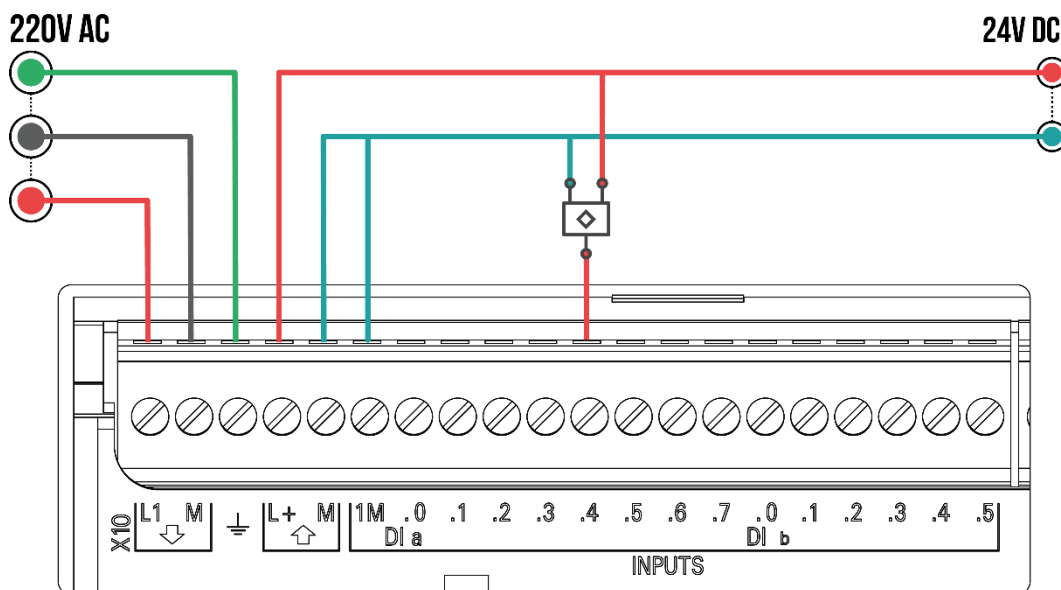 220V AC
24V DC
X10
L1 M L+ M 1M .0 .1 .2 .3 .4 .5 .6 .7 .0 .1 .2 .3 .4 .5
DI a DI b
INPUTS